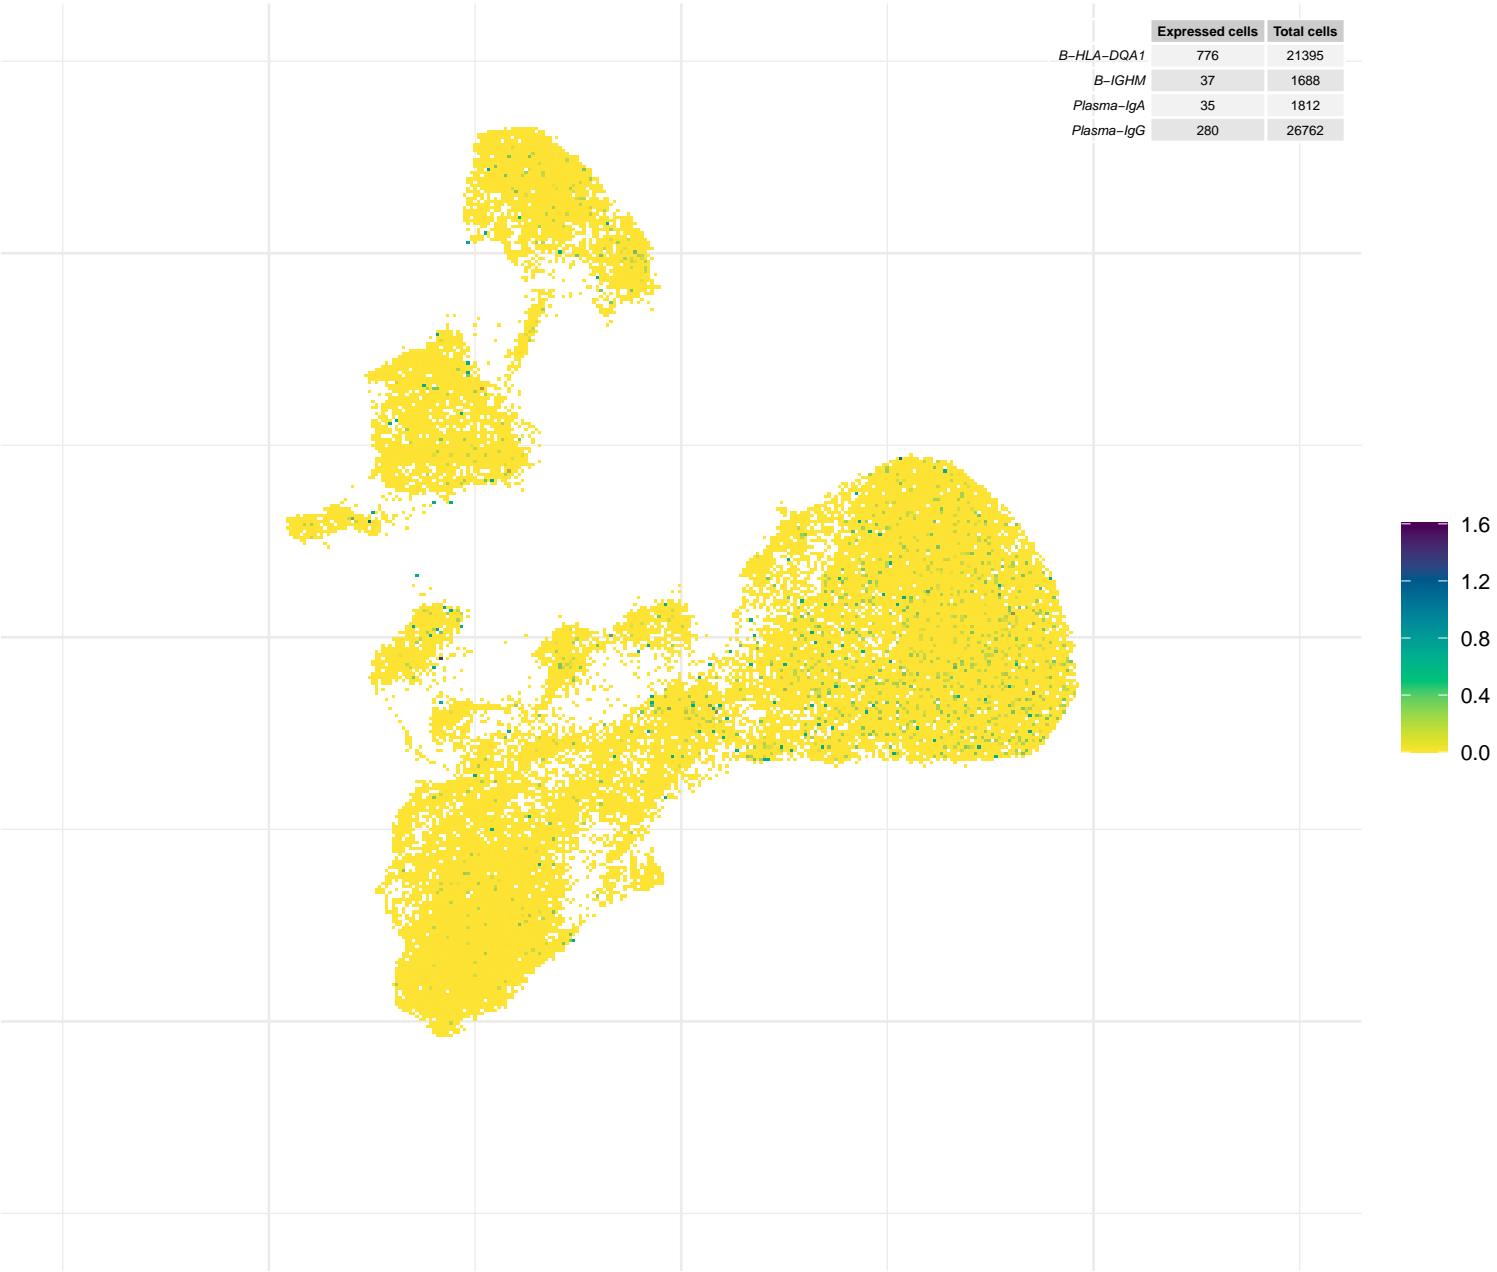 Expressed cells Total cells
B−HLA−DQA1 776 21395
B−IGHM 37 1688
Plasma−IgA 35 1812
Plasma−IgG 280 26762
1.6
1.2
0.8
0.4
0.0